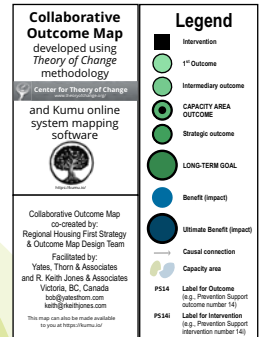 Collaborative
Outcome Map
developed using
Theory of Change
methodology
Center for Theory of Change
www.theoryofchange.org
and Kumu online
system mapping
software
https://kumu.io/
Collaborative Outcome Map
co-created by:
Regional Housing First Strategy
& Outcome Map Design Team
Facilitated by:
Yates, Thorn & Associates
and R. Keith Jones & Associates
Victoria, BC, Canada
bob@yatesthorn.com
keith@rkeithjones.com
This map can also be made available
to you at https://kumu.io/
Legend
Intervention
1st Outcome
Intermediary outcome
CAPACITY AREA
OUTCOME
Strategic outcome
LONG-TERM GOAL
Benefit (impact)
Ultimate Benefit (impact)
Causal connection
Capacity area
PS14 Label for Outcome
(e.g., Prevention Support
outcome number 14)
PS14i Label for Intervention
(e.g., Prevention Support
intervention number 14i)